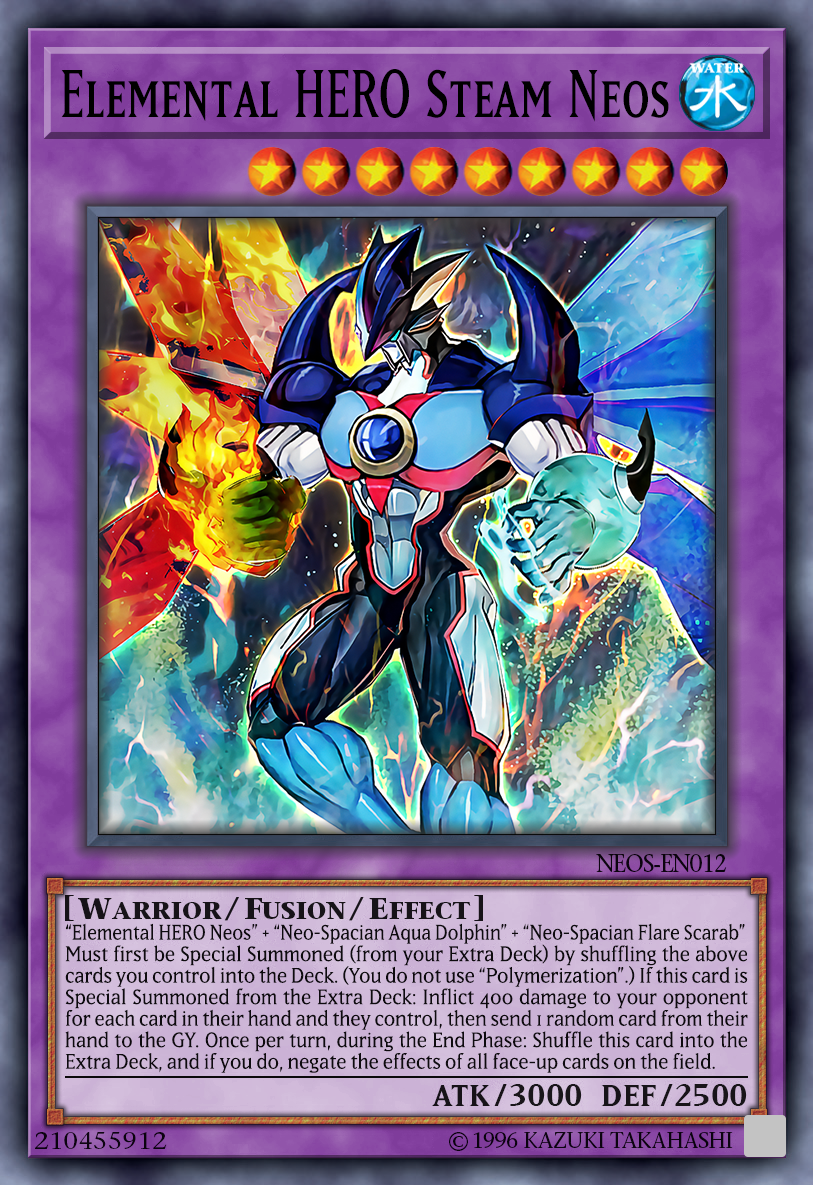 Elemental HERO Steam Neos
WATER
水
NEOS-EN012
[Warrior/Fusion/Effect]
“Elemental HERO Neos” + “Neo-Spacian Aqua Dolphin” + “Neo-Spacian Flare Scarab”
Must first be Special Summoned (from your Extra Deck) by shuffling the above
cards you control into the Deck. (You do not use “Polymerization”.) If this card is
Special Summoned from the Extra Deck: Inflict 400 damage to your opponent
for each card in their hand and they control, then send 1 random card from their
hand to the GY. Once per turn, during the End Phase: Shuffle this card into the
Extra Deck, and if you do, negate the effects of all face-up cards on the field.
ATK/3000 DEF/2500
210455912
© 1996 KAZUKI TAKAHASHI